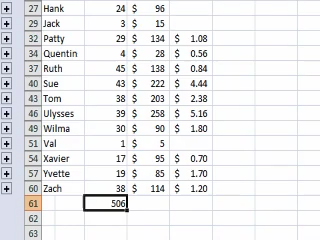 27 Hank 24 $ 96
29 Jack 3 $ 15
32 Patty 29 $ 134 $ 1.08
34 Quentin 4 $ 28 $ 0.56
37 Ruth 45 $ 138 $ 0.84
40 Sue 43 $ 222 $ 4.44
43 Tom 38 $ 203 $ 2.38
46 Ulysses 39 $ 258 $ 5.16
49 Wilma 30 $ 90 $ 1.80
51 Val 1 $ 5
54 Xavier 17 $ 95 $ 0.70
57 Yvette 19 $ 85 $ 1.70
60 Zach 38 $ 114 $ 1.20
61 506
62
63